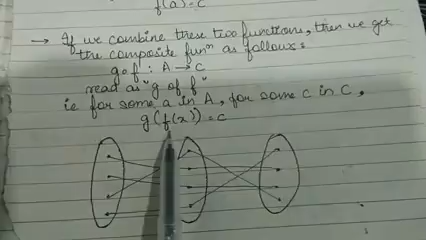 f(a) = c
→ If we combine these two functions, then we get
the composite funⁿ as follows:
gof : A → C
read as "g of f"
i.e for some a in A, for some c in C,
g(f(x)) = c